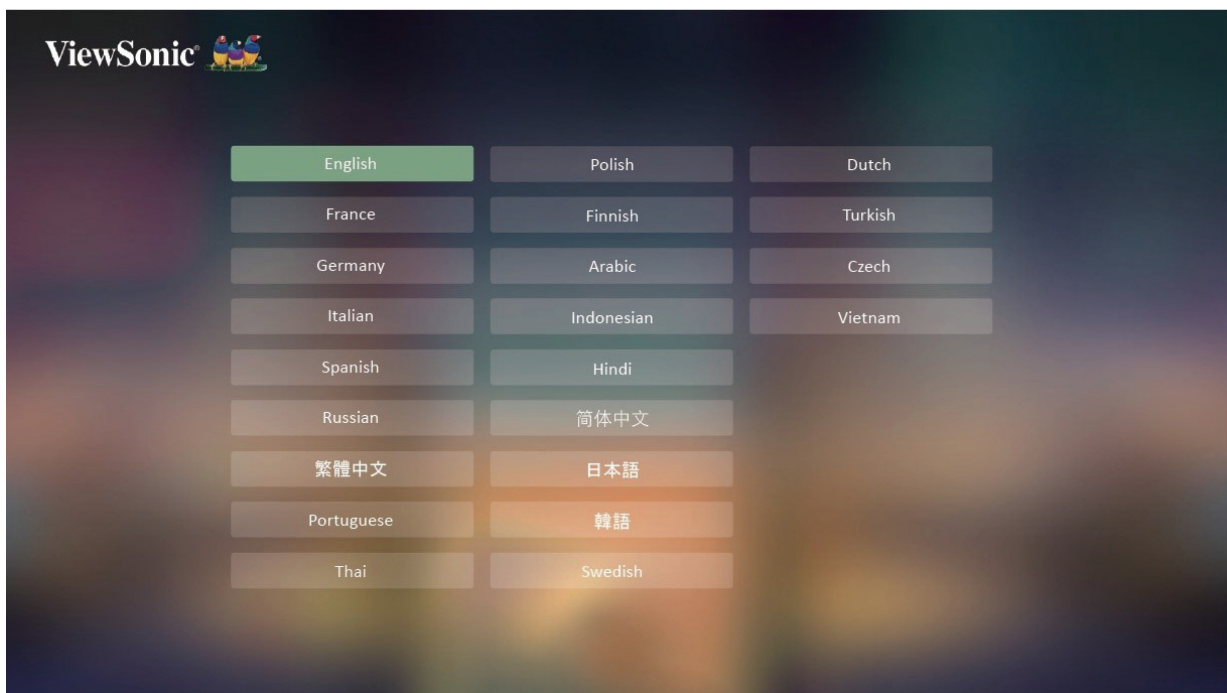 ViewSonic®
English
France
Germany
Italian
Spanish
Russian
繁體中文
Portuguese
Thai
Polish
Finnish
Arabic
Indonesian
Hindi
简体中文
日本語
韓語
Swedish
Dutch
Turkish
Czech
Vietnam